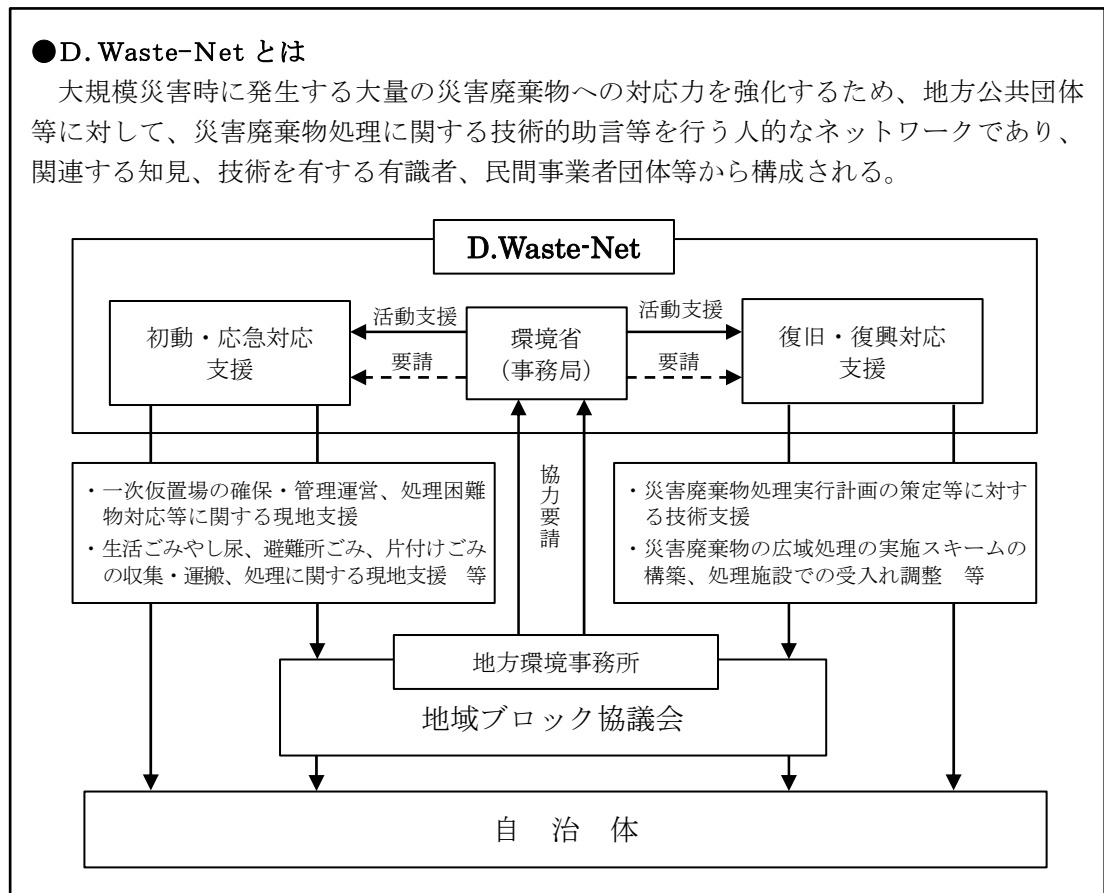 ●D.Waste-Net とは
大規模災害時に発生する大量の災害廃棄物への対応力を強化するため、地方公共団体
等に対して、災害廃棄物処理に関する技術的助言等を行う人的なネットワークであり、
関連する知見、技術を有する有識者、民間事業者団体等から構成される。
D.Waste-Net
初動・応急対応
支援
活動支援
要請
環境省
（事務局）
活動支援
要請
復旧・復興対応
支援
・一次仮置場の確保・管理運営、処理困難
物対応等に関する現地支援
・生活ごみやし尿、避難所ごみ、片付けごみ
の収集・運搬、処理に関する現地支援　等
協力要請
・災害廃棄物処理実行計画の策定等に対す
る技術支援
・災害廃棄物の広域処理の実施スキームの
構築、処理施設での受入れ調整　等
地方環境事務所
地域ブロック協議会
自　治　体